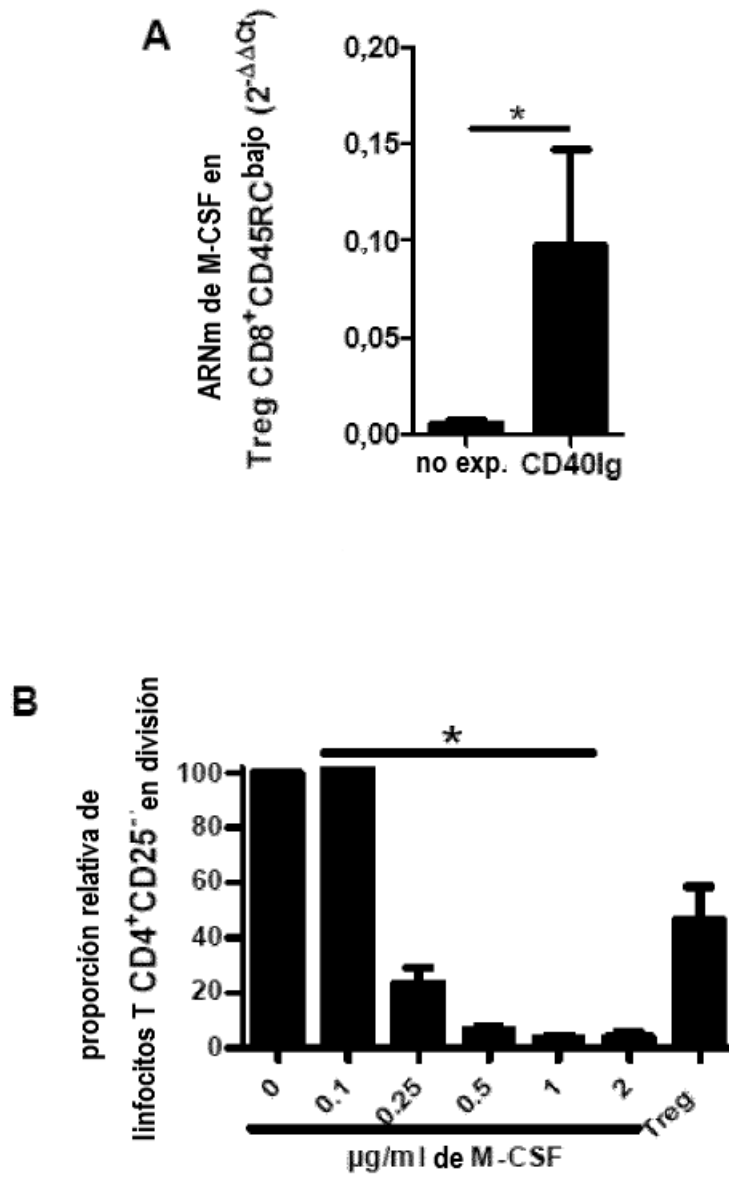 A
ARNm de M-CSF en
Treg CD8⁺CD45RCᵇᵃʲᵒ (2⁻ΔΔCt)
0,20
0,15
0,10
0,05
0,00
*
no exp. CD40Ig
B
proporción relativa de
linfocitos T CD4⁺CD25⁻ en división
100
80
60
40
20
0
*
0 0.1 0.25 0.5 1 2 Treg
µg/ml de M-CSF